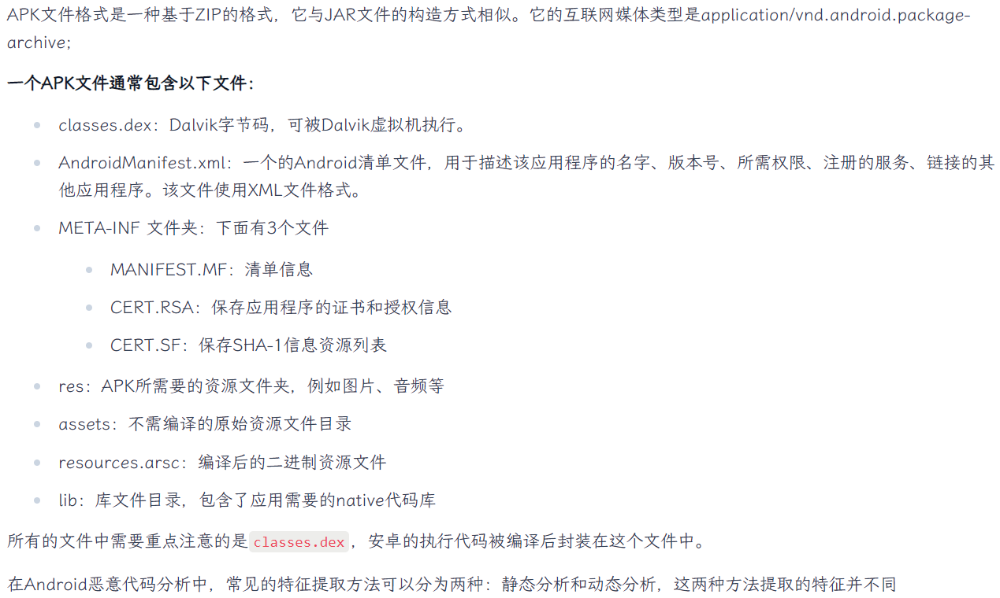 APK文件格式是一种基于ZIP的格式，它与JAR文件的构造方式相似。它的互联网媒体类型是application/vnd.android.package-
archive;
一个APK文件通常包含以下文件：
classes.dex：Dalvik字节码，可被Dalvik虚拟机执行。
AndroidManifest.xml：一个的Android清单文件，用于描述该应用程序的名字、版本号、所需权限、注册的服务、链接的其
他应用程序。该文件使用XML文件格式。
META-INF 文件夹：下面有3个文件
MANIFEST.MF：清单信息
CERT.RSA：保存应用程序的证书和授权信息
CERT.SF：保存SHA-1信息资源列表
res：APK所需要的资源文件夹，例如图片、音频等
assets：不需编译的原始资源文件目录
resources.arsc：编译后的二进制资源文件
lib：库文件目录，包含了应用需要的native代码库
所有的文件中需要重点注意的是classes.dex，安卓的执行代码被编译后封装在这个文件中。
在Android恶意代码分析中，常见的特征提取方法可以分为两种：静态分析和动态分析，这两种方法提取的特征并不同